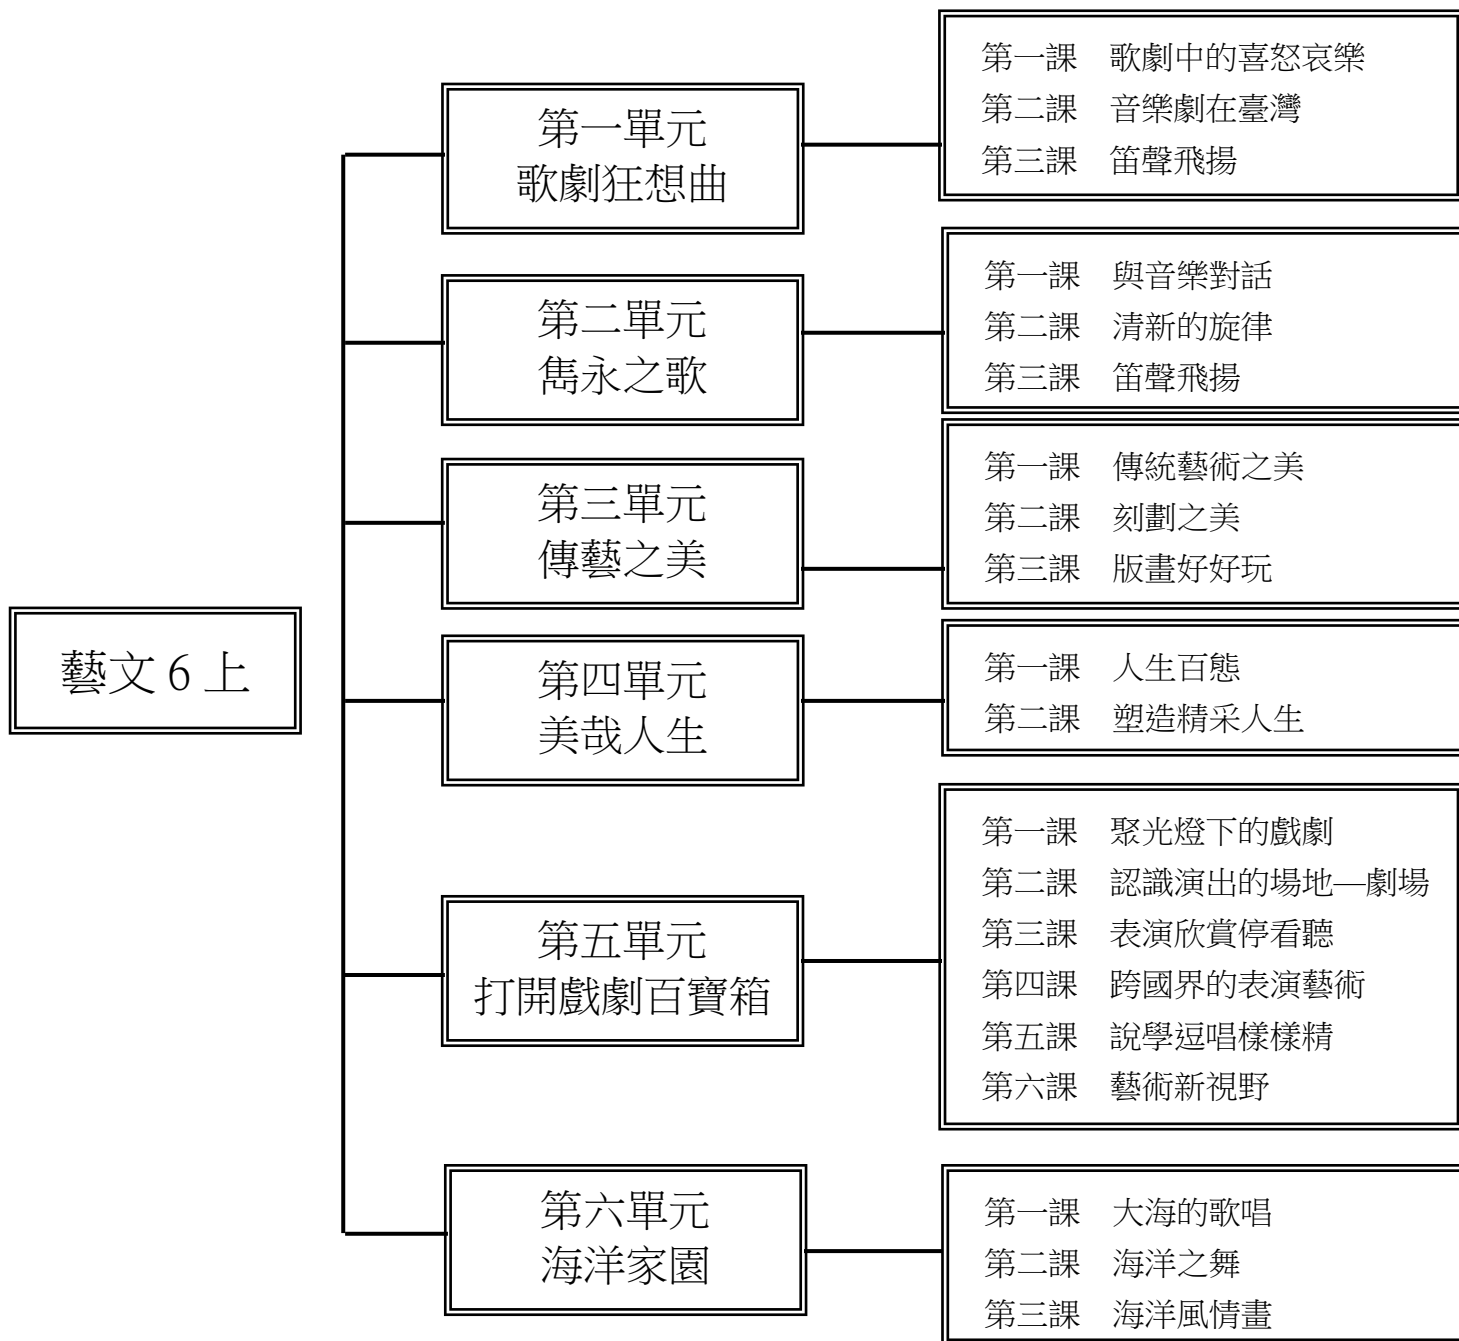 藝文 6 上
第一單元
歌劇狂想曲
第一課　歌劇中的喜怒哀樂
第二課　音樂劇在臺灣
第三課　笛聲飛揚
第二單元
雋永之歌
第一課　與音樂對話
第二課　清新的旋律
第三課　笛聲飛揚
第三單元
傳藝之美
第一課　傳統藝術之美
第二課　刻劃之美
第三課　版畫好好玩
第四單元
美哉人生
第一課　人生百態
第二課　塑造精采人生
第五單元
打開戲劇百寶箱
第一課　聚光燈下的戲劇
第二課　認識演出的場地—劇場
第三課　表演欣賞停看聽
第四課　跨國界的表演藝術
第五課　說學逗唱樣樣精
第六課　藝術新視野
第六單元
海洋家園
第一課　大海的歌唱
第二課　海洋之舞
第三課　海洋風情畫